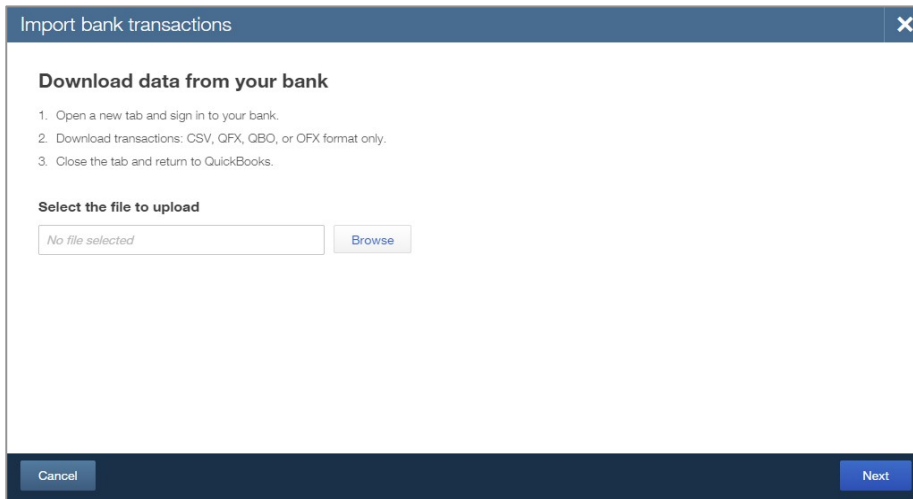 Import bank transactions
Download data from your bank
1. Open a new tab and sign in to your bank.
2. Download transactions: CSV, QFX, QBO, or OFX format only.
3. Close the tab and return to QuickBooks.
Select the file to upload
No file selected
Browse
Cancel
Next